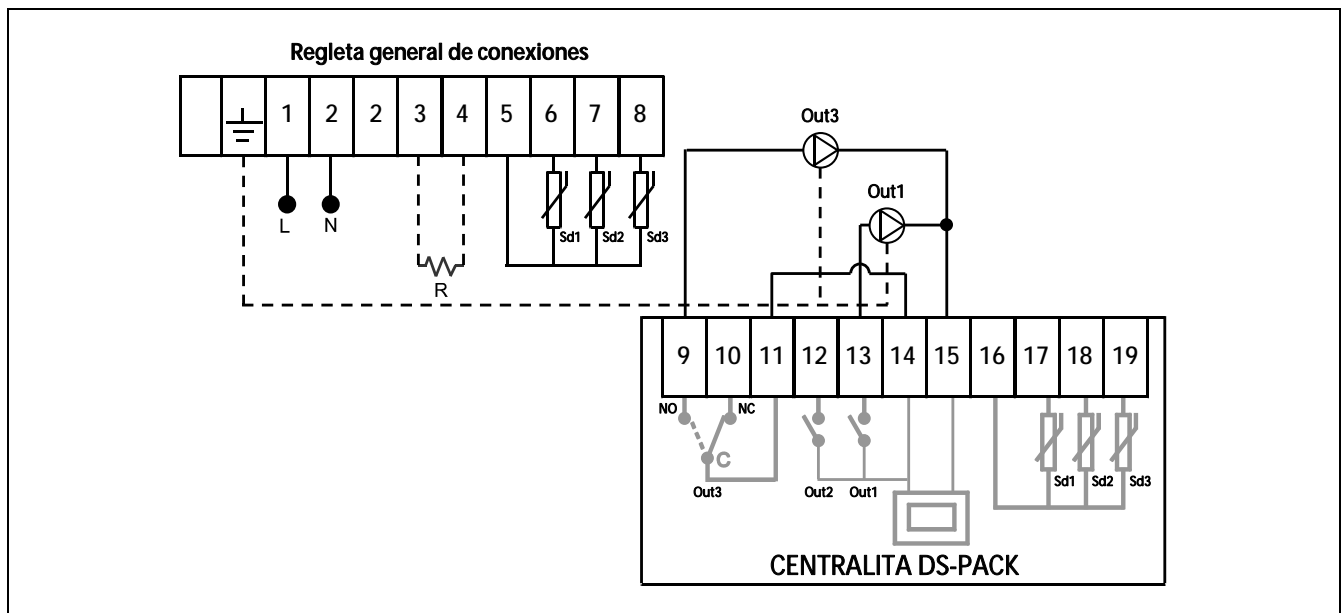 Regleta general de conexiones
1 2 2 3 4 5 6 7 8
L N
R
Sd1 Sd2 Sd3
Out3
Out1
9 10 11 12 13 14 15 16 17 18 19
NO NC
C
Out3 Out2 Out1
Sd1 Sd2 Sd3
CENTRALITA DS-PACK